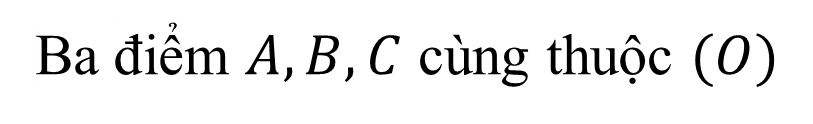 Ba điểm A, B, C cùng thuộc (O)